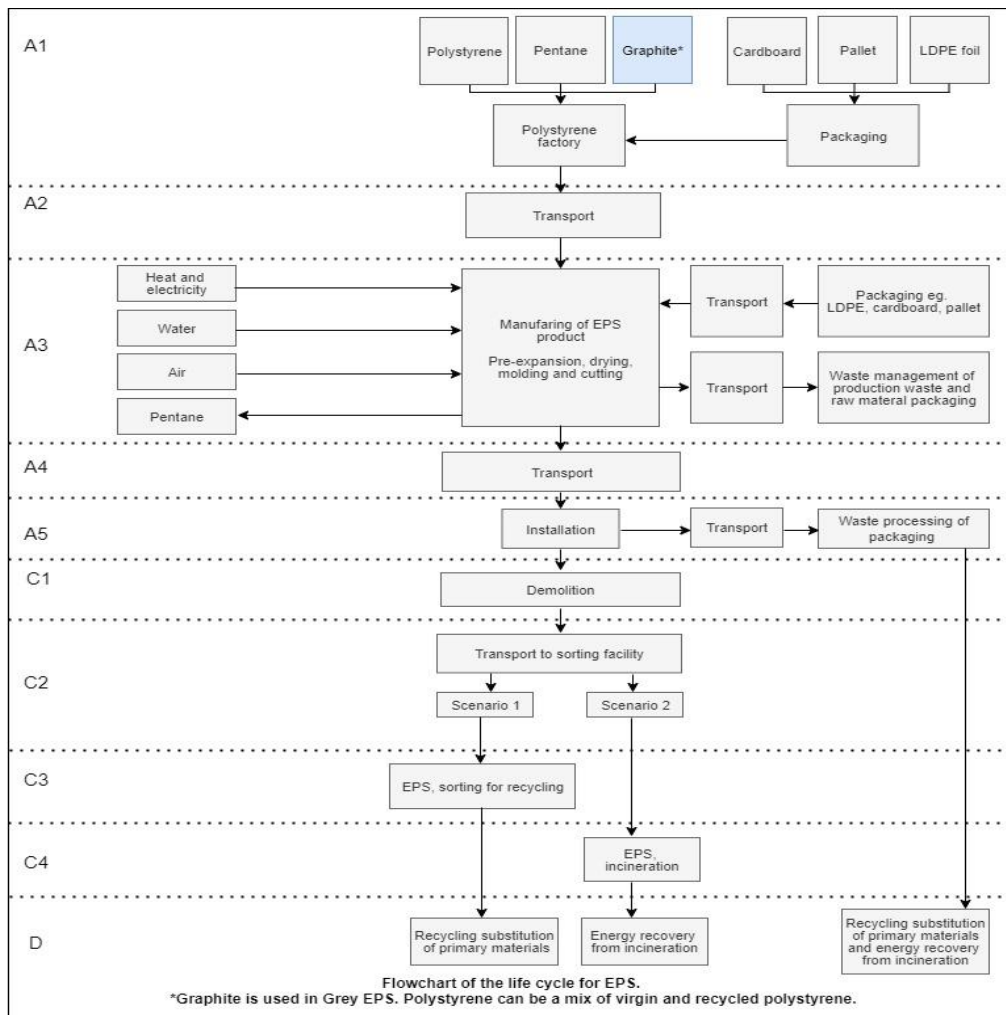 A1
Polystyrene
Pentane
Graphite*
Cardboard
Pallet
LDPE foil
Polystyrene
factory
Packaging
A2
Transport
A3
Heat and
electricity
Water
Air
Pentane
Manufaring of EPS
product
Pre-expansion, drying,
molding and cutting
Transport
Packaging eg.
LDPE, cardboard, pallet
Transport
Waste management of
production waste and
raw materal packaging
A4
Transport
A5
Installation
Transport
Waste processing of
packaging
C1
Demolition
C2
Transport to sorting facility
Scenario 1
Scenario 2
C3
EPS, sorting for recycling
C4
EPS,
incineration
D
Recycling substitution
of primary materials
Energy recovery
from incineration
Recycling substitution
of primary materials
and energy recovery
from incineration
Flowchart of the life cycle for EPS.
*Graphite is used in Grey EPS. Polystyrene can be a mix of virgin and recycled polystyrene.